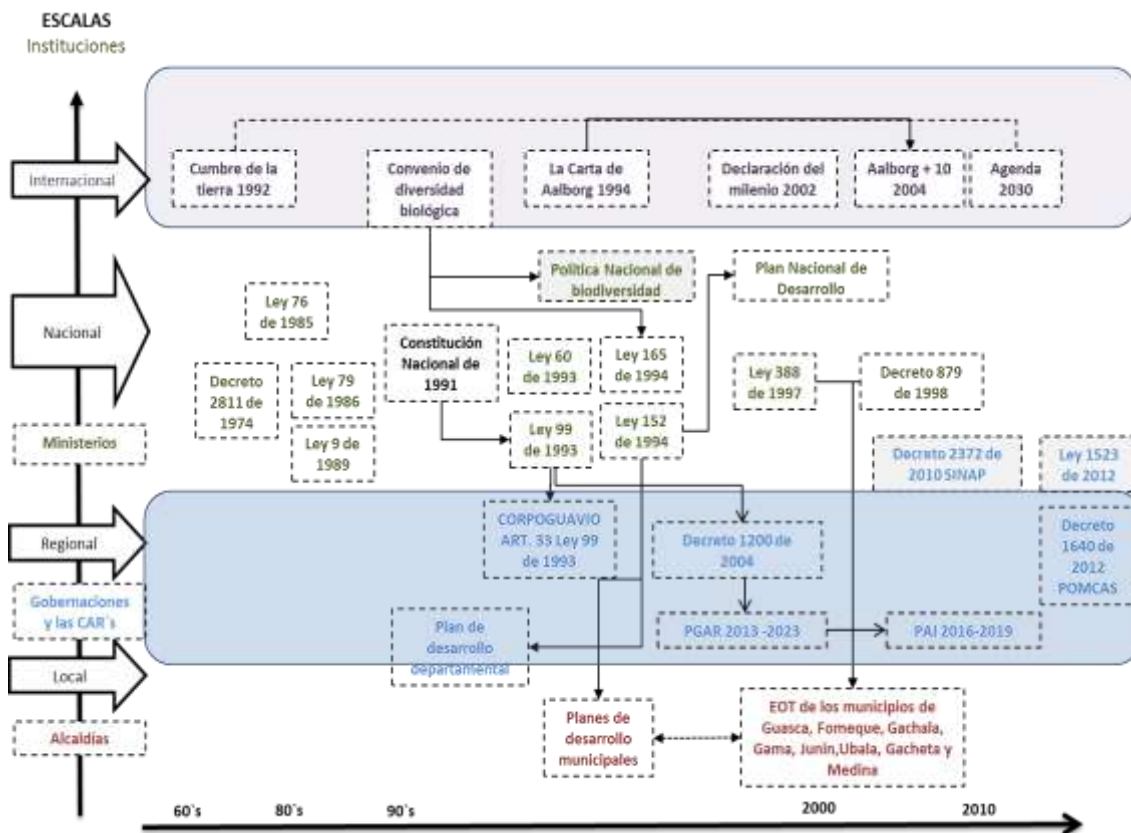 ESCALAS
Instituciones
Internacional
Cumbre de la
tierra 1992
Convenio de
diversidad
biológica
La Carta de
Aalborg 1994
Declaración del
milenio 2002
Aalborg + 10
2004
Agenda
2030
Nacional
Política Nacional de
biodiversidad
Plan Nacional de
Desarrollo
Ley 76
de 1985
Constitución
Nacional de
1991
Ley 60
de 1993
Ley 165
de 1994
Decreto
2811 de
1974
Ley 79
de 1986
Ley 388
de 1997
Decreto 879
de 1998
Ley 9 de
1989
Ley 99
de 1993
Ley 152
de 1994
Ministerios
Decreto 2372 de
2010 SINAP
Ley 1523
de 2012
Regional
CORPOGUAVIO
ART. 33 Ley 99
de 1993
Decreto 1200 de
2004
Decreto
1640 de
2012
POMCAS
Gobernaciones
y las CAR´s
Plan de
desarrollo
departamental
PGAR 2013 -2023
PAI 2016-2019
Local
Alcaldías
Planes de
desarrollo
municipales
EOT de los municipios de
Guasca, Fomeque, Gachala,
Gama, Junin,Ubala, Gacheta y
Medina
60`s
80`s
90`s
2000
2010